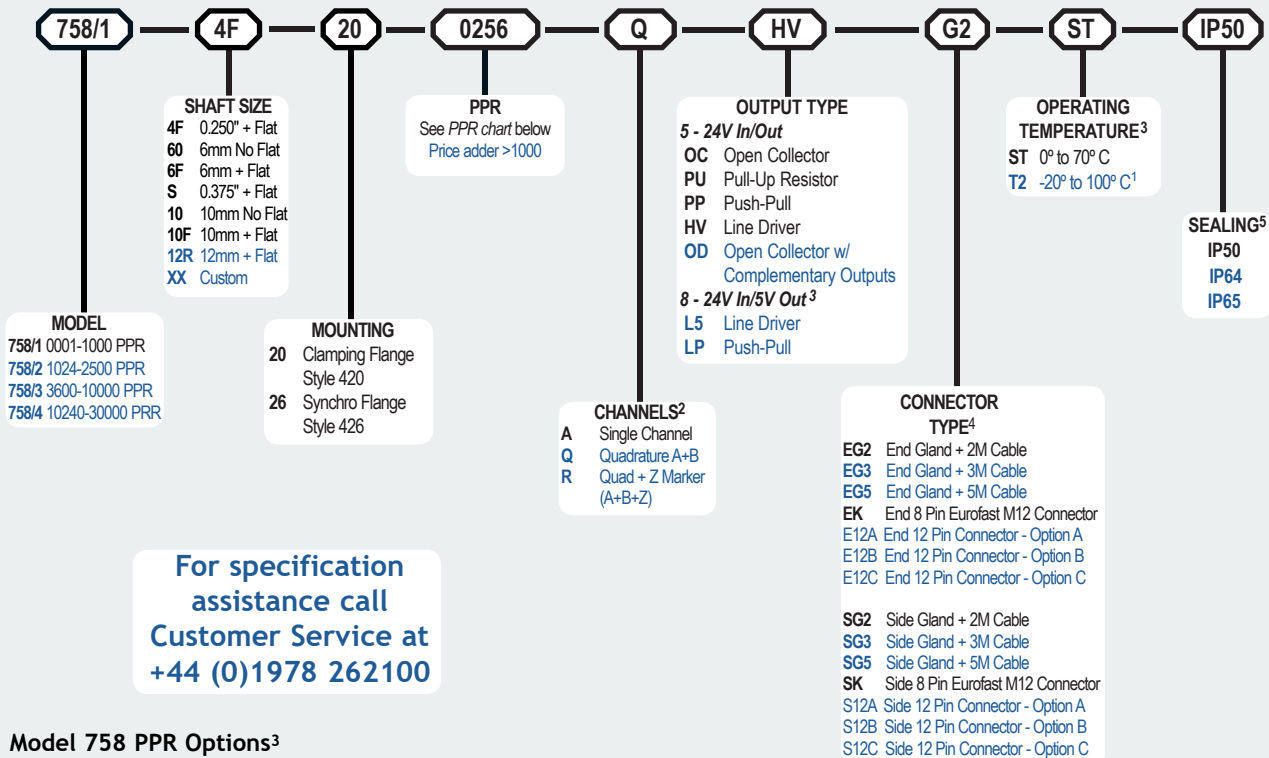 758/1 4F 20 0256 Q HV G2 ST IP50
MODEL
758/1 0001-1000 PPR
758/2 1024-2500 PPR
758/3 3600-10000 PPR
758/4 10240-30000 PRR
SHAFT SIZE
4F 0.250" + Flat
60 6mm No Flat
6F 6mm + Flat
S 0.375" + Flat
10 10mm No Flat
10F 10mm + Flat
12R 12mm + Flat
XX Custom
MOUNTING
20 Clamping Flange
Style 420
26 Synchro Flange
Style 426
PPR
See PPR chart below
Price adder >1000
CHANNELS2
A Single Channel
Q Quadrature A+B
R Quad + Z Marker
(A+B+Z)
OUTPUT TYPE
5 - 24V In/Out
OC Open Collector
PU Pull-Up Resistor
PP Push-Pull
HV Line Driver
OD Open Collector w/
Complementary Outputs
8 - 24V In/5V Out 3
L5 Line Driver
LP Push-Pull
CONNECTOR
TYPE4
EG2 End Gland + 2M Cable
EG3 End Gland + 3M Cable
EG5 End Gland + 5M Cable
EK End 8 Pin Eurofast M12 Connector
E12A End 12 Pin Connector - Option A
E12B End 12 Pin Connector - Option B
E12C End 12 Pin Connector - Option C
SG2 Side Gland + 2M Cable
SG3 Side Gland + 3M Cable
SG5 Side Gland + 5M Cable
SK Side 8 Pin Eurofast M12 Connector
S12A Side 12 Pin Connector - Option A
S12B Side 12 Pin Connector - Option B
S12C Side 12 Pin Connector - Option C
OPERATING
TEMPERATURE3
ST 0º to 70º C
T2 -20º to 100º C1
SEALING5
IP50
IP64
IP65
For specification
assistance call
Customer Service at
+44 (0)1978 262100
Model 758 PPR Options3